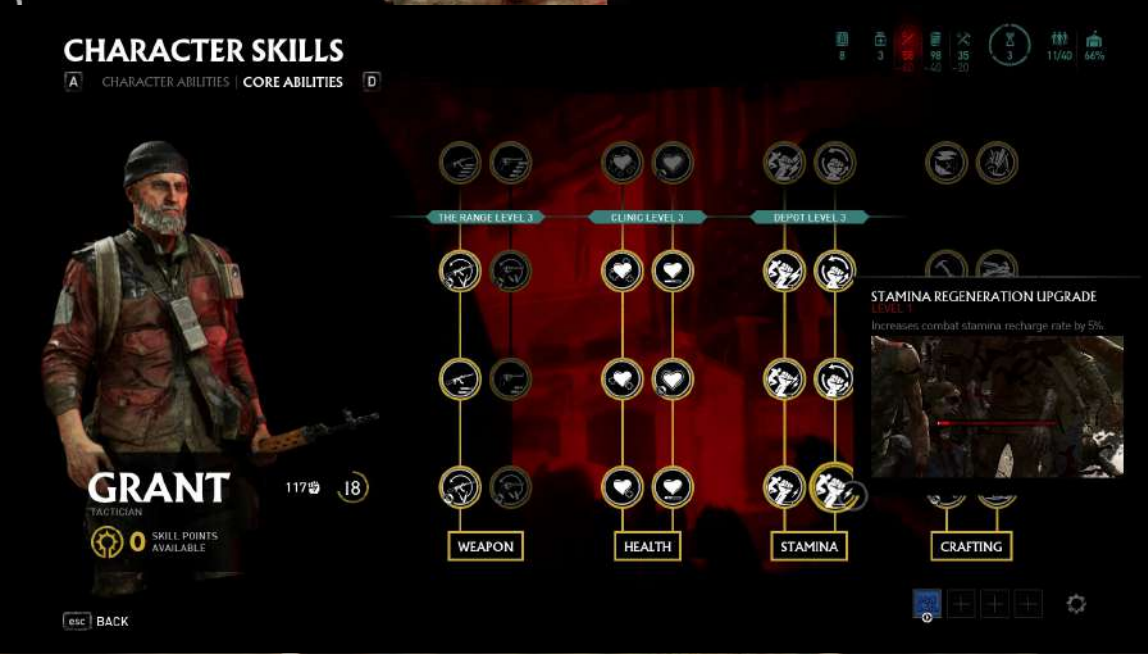 CHARACTER SKILLS
A CHARACTER ABILITIES | CORE ABILITIES D
8 3 98 35 3 11/40 66%
-40 -20
THE RANGE LEVEL 3 CLINIC LEVEL 3 DEPOT LEVEL 3
STAMINA REGENERATION UPGRADE
LEVEL 1
Increases combat stamina recharge rate by 5%.
GRANT 117 18
TACTICIAN
0 SKILL POINTS
AVAILABLE
WEAPON HEALTH STAMINA CRAFTING
esc BACK